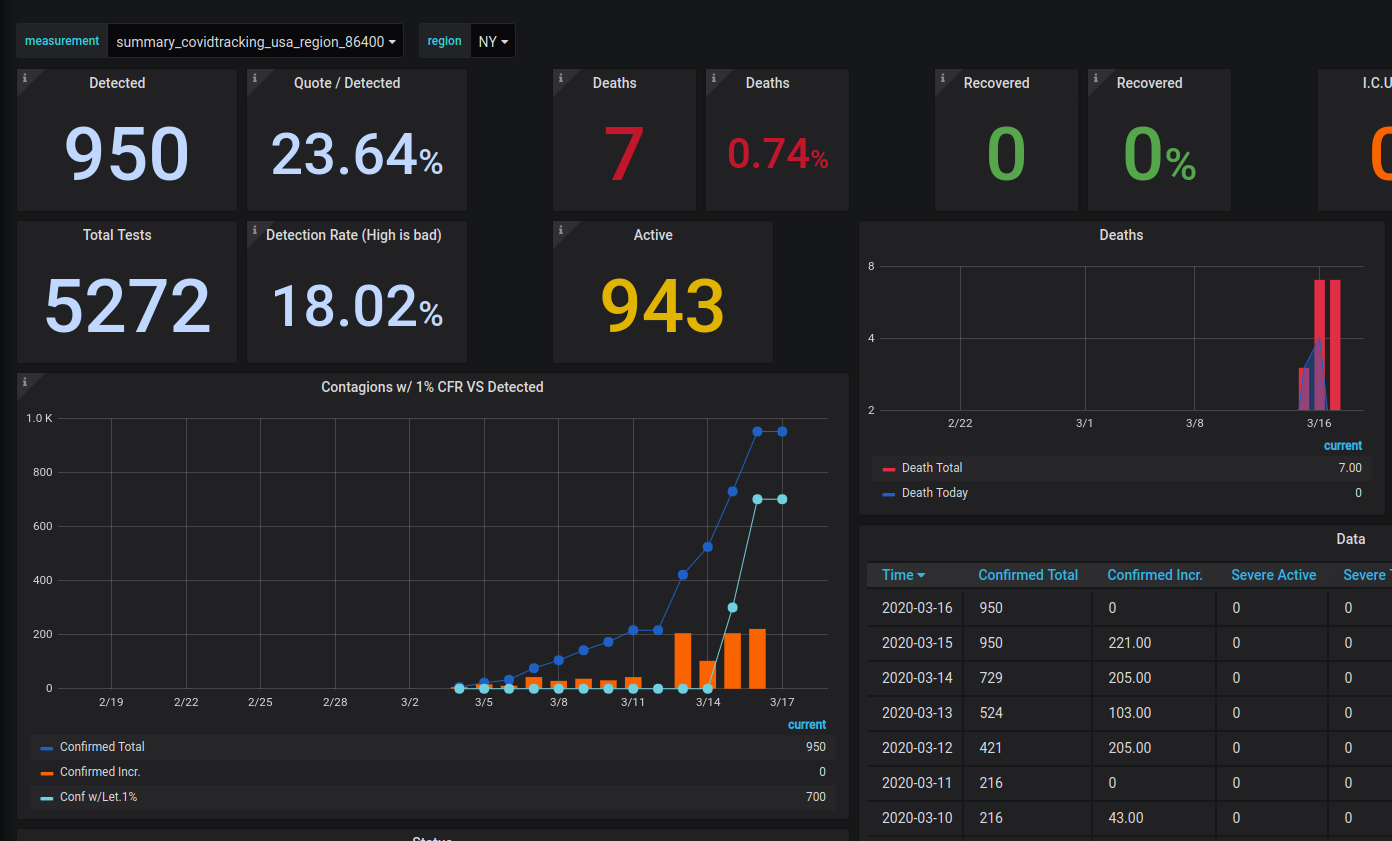 measurement summary_covidtracking_usa_region_86400 region NY
Detected
950
Quote / Detected
23.64%
Deaths
7
Deaths
0.74%
Recovered
0
Recovered
0%
I.C.U
0
Total Tests
5272
Detection Rate (High is bad)
18.02%
Active
943
Contagions w/ 1% CFR VS Detected
1.0 K
800
600
400
200
0
2/19 2/22 2/25 2/28 3/2 3/5 3/8 3/11 3/14 3/17
current
Confirmed Total 950
Confirmed Incr. 0
Conf w/Let.1% 700
Status
Deaths
8
4
2
2/22 3/1 3/8 3/16
current
Death Total 7.00
Death Today 0
Data
Time Confirmed Total Confirmed Incr. Severe Active Severe
2020-03-16 950 0 0 0
2020-03-15 950 221.00 0 0
2020-03-14 729 205.00 0 0
2020-03-13 524 103.00 0 0
2020-03-12 421 205.00 0 0
2020-03-11 216 0 0 0
2020-03-10 216 43.00 0 0